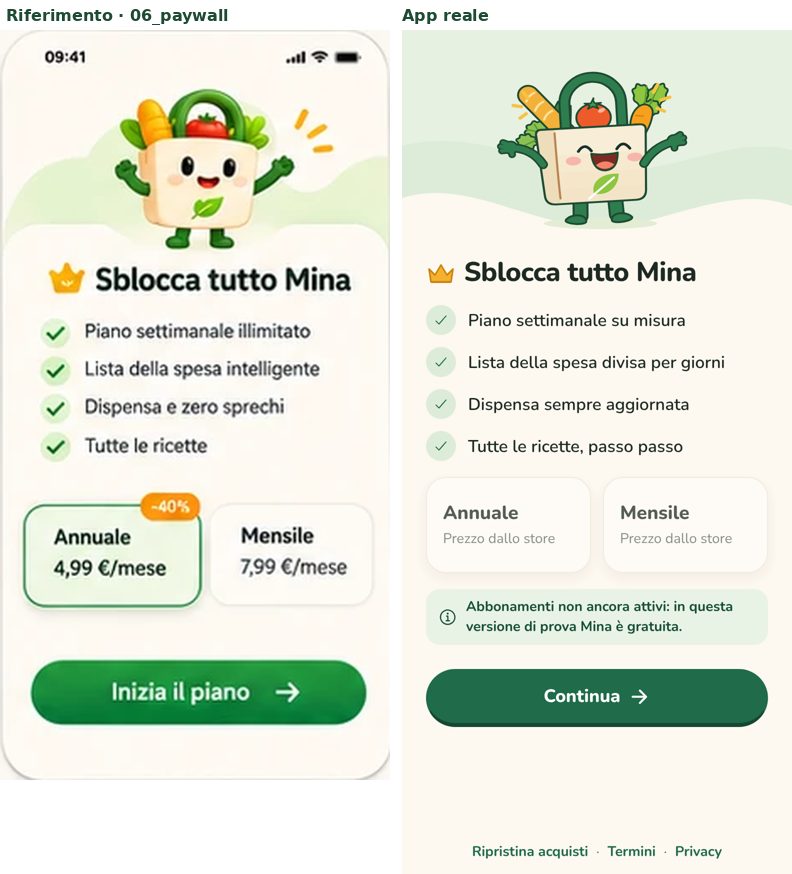 Riferimento · 06_paywall
09:41
Sblocca tutto Mina
Piano settimanale illimitato
Lista della spesa intelligente
Dispensa e zero sprechi
Tutte le ricette
-40%
Annuale
4,99 €/mese
Mensile
7,99 €/mese
Inizia il piano →
App reale
Sblocca tutto Mina
Piano settimanale su misura
Lista della spesa divisa per giorni
Dispensa sempre aggiornata
Tutte le ricette, passo passo
Annuale
Prezzo dallo store
Mensile
Prezzo dallo store
Abbonamenti non ancora attivi: in questa
versione di prova Mina è gratuita.
Continua →
Ripristina acquisti · Termini · Privacy